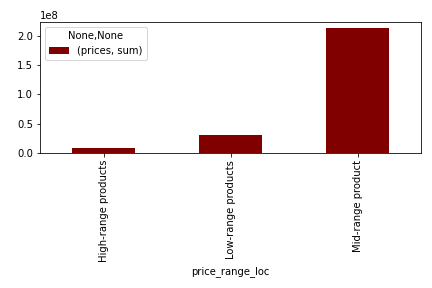 1e8
None,None
(prices, sum)
2.0
1.5
1.0
0.5
0.0
High-range products
Low-range products
Mid-range product
price_range_loc